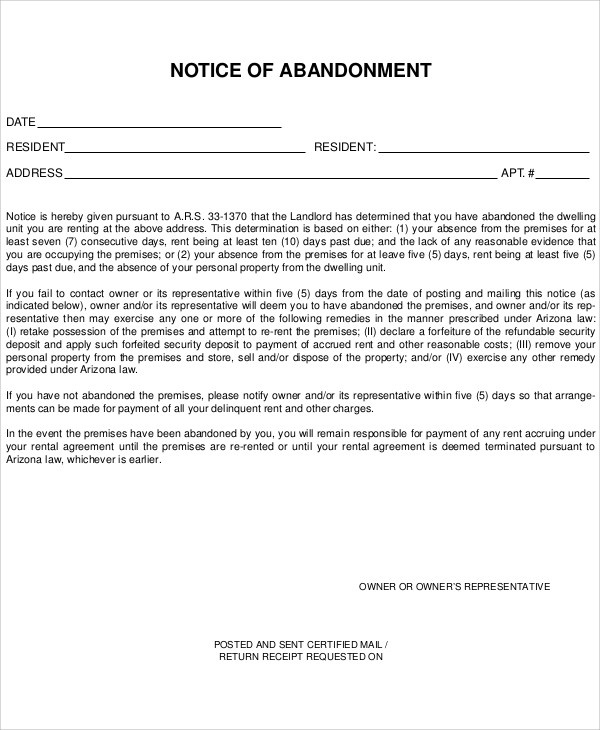 NOTICE OF ABANDONMENT
DATE
RESIDENT RESIDENT:
ADDRESS APT. #
Notice is hereby given pursuant to A.R.S. 33-1370 that the Landlord has determined that you have abandoned the dwelling
unit you are renting at the above address. This determination is based on either: (1) your absence from the premises for at
least seven (7) consecutive days, rent being at least ten (10) days past due; and the lack of any reasonable evidence that
you are occupying the premises; or (2) your absence from the premises for at leave five (5) days, rent being at least five (5)
days past due, and the absence of your personal property from the dwelling unit.
If you fail to contact owner or its representative within five (5) days from the date of posting and mailing this notice (as
indicated below), owner and/or its representative will deem you to have abandoned the premises, and owner and/or its rep-
resentative then may exercise any one or more of the following remedies in the manner prescribed under Arizona law:
(I) retake possession of the premises and attempt to re-rent the premises; (II) declare a forfeiture of the refundable security
deposit and apply such forfeited security deposit to payment of accrued rent and other reasonable costs; (III) remove your
personal property from the premises and store, sell and/or dispose of the property; and/or (IV) exercise any other remedy
provided under Arizona law.
If you have not abandoned the premises, please notify owner and/or its representative within five (5) days so that arrange-
ments can be made for payment of all your delinquent rent and other charges.
In the event the premises have been abandoned by you, you will remain responsible for payment of any rent accruing under
your rental agreement until the premises are re-rented or until your rental agreement is deemed terminated pursuant to
Arizona law, whichever is earlier.
OWNER OR OWNER'S REPRESENTATIVE
POSTED AND SENT CERTIFIED MAIL /
RETURN RECEIPT REQUESTED ON